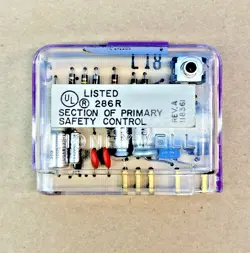 L18
UL
LISTED
® 286R
SECTION OF PRIMARY
SAFETY CONTROL
REV.A